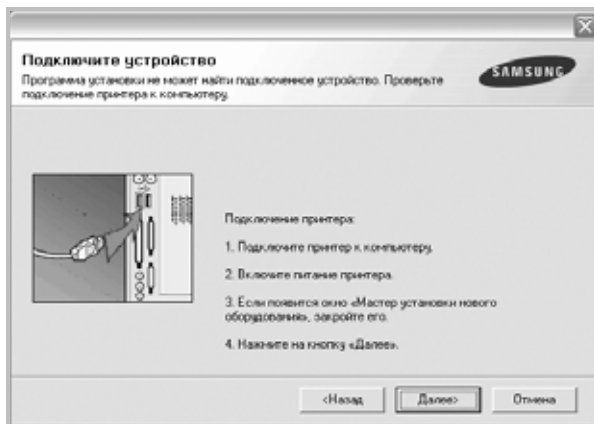 Подключите устройство
Программа установки не может найти подключенное устройство. Проверьте
подключение принтера к компьютеру.
SAMSUNG
Подключение принтера:
1. Подключите принтер к компьютеру.
2. Включите питание принтера.
3. Если появится окно «Мастер установки нового
оборудования», закройте его.
4. Нажмите на кнопку «Далее».
<Назад
Далее>
Отмена